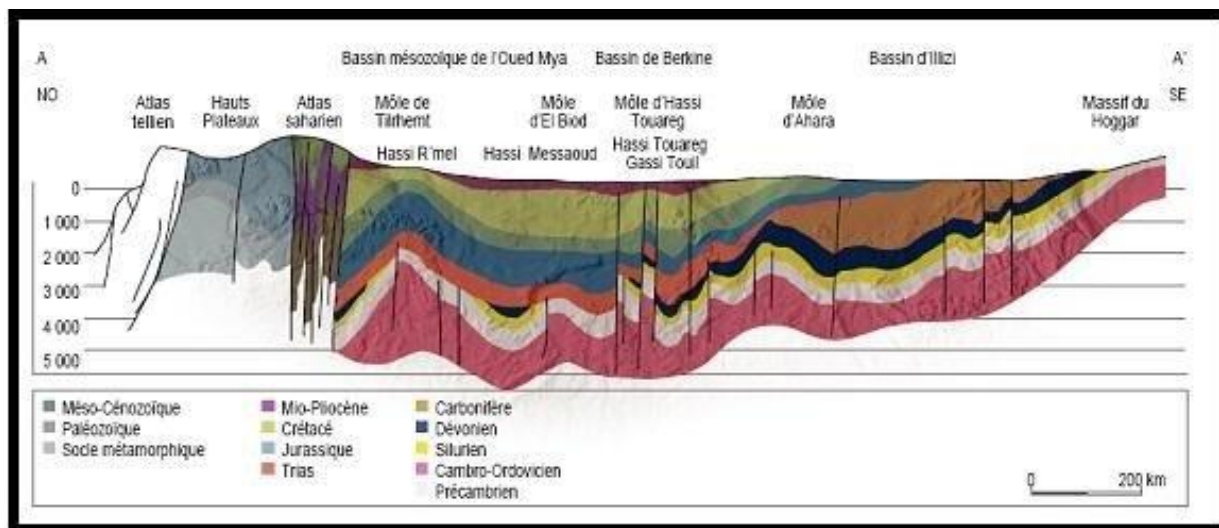 A
Bassin mésozoïque de l'Oued Mya
Bassin de Berkine
Bassin d'Illizi
A'
NO
SE
Atlas
tellien
Hauts
Plateaux
Atlas
saharien
Môle de
Tilrhemt
Môle
d'El Biod
Môle d'Hassi
Touareg
Môle
d'Ahara
Massif du
Hoggar
Hassi R'mel
Hassi Messaoud
Hassi Touareg
Gassi Touil
0
1 000
2 000
3 000
4 000
5 000
Méso-Cénozoïque
Paléozoïque
Socle métamorphique
Mio-Pliocène
Crétacé
Jurassique
Trias
Carbonifère
Dévonien
Silurien
Cambro-Ordovicien
Précambrien
0
200 km